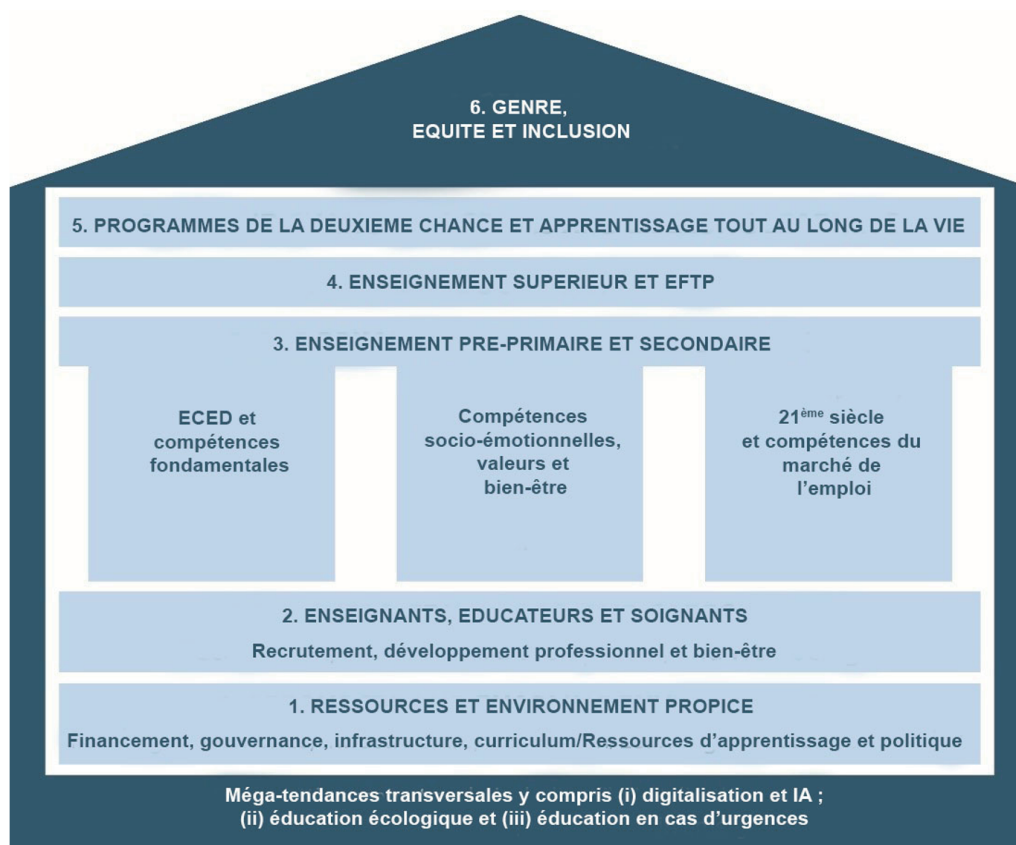 6. GENRE,
EQUITE ET INCLUSION
5. PROGRAMMES DE LA DEUXIEME CHANCE ET APPRENTISSAGE TOUT AU LONG DE LA VIE
4. ENSEIGNEMENT SUPERIEUR ET EFTP
3. ENSEIGNEMENT PRE-PRIMAIRE ET SECONDAIRE
ECED et
compétences
fondamentales
Compétences
socio-émotionnelles,
valeurs et
bien-être
21ème siècle
et compétences du
marché de
l’emploi
2. ENSEIGNANTS, EDUCATEURS ET SOIGNANTS
Recrutement, développement professionnel et bien-être
1. RESSOURCES ET ENVIRONNEMENT PROPICE
Financement, gouvernance, infrastructure, curriculum/Ressources d’apprentissage et politique
Méga-tendances transversales y compris (i) digitalisation et IA ;
(ii) éducation écologique et (iii) éducation en cas d’urgences